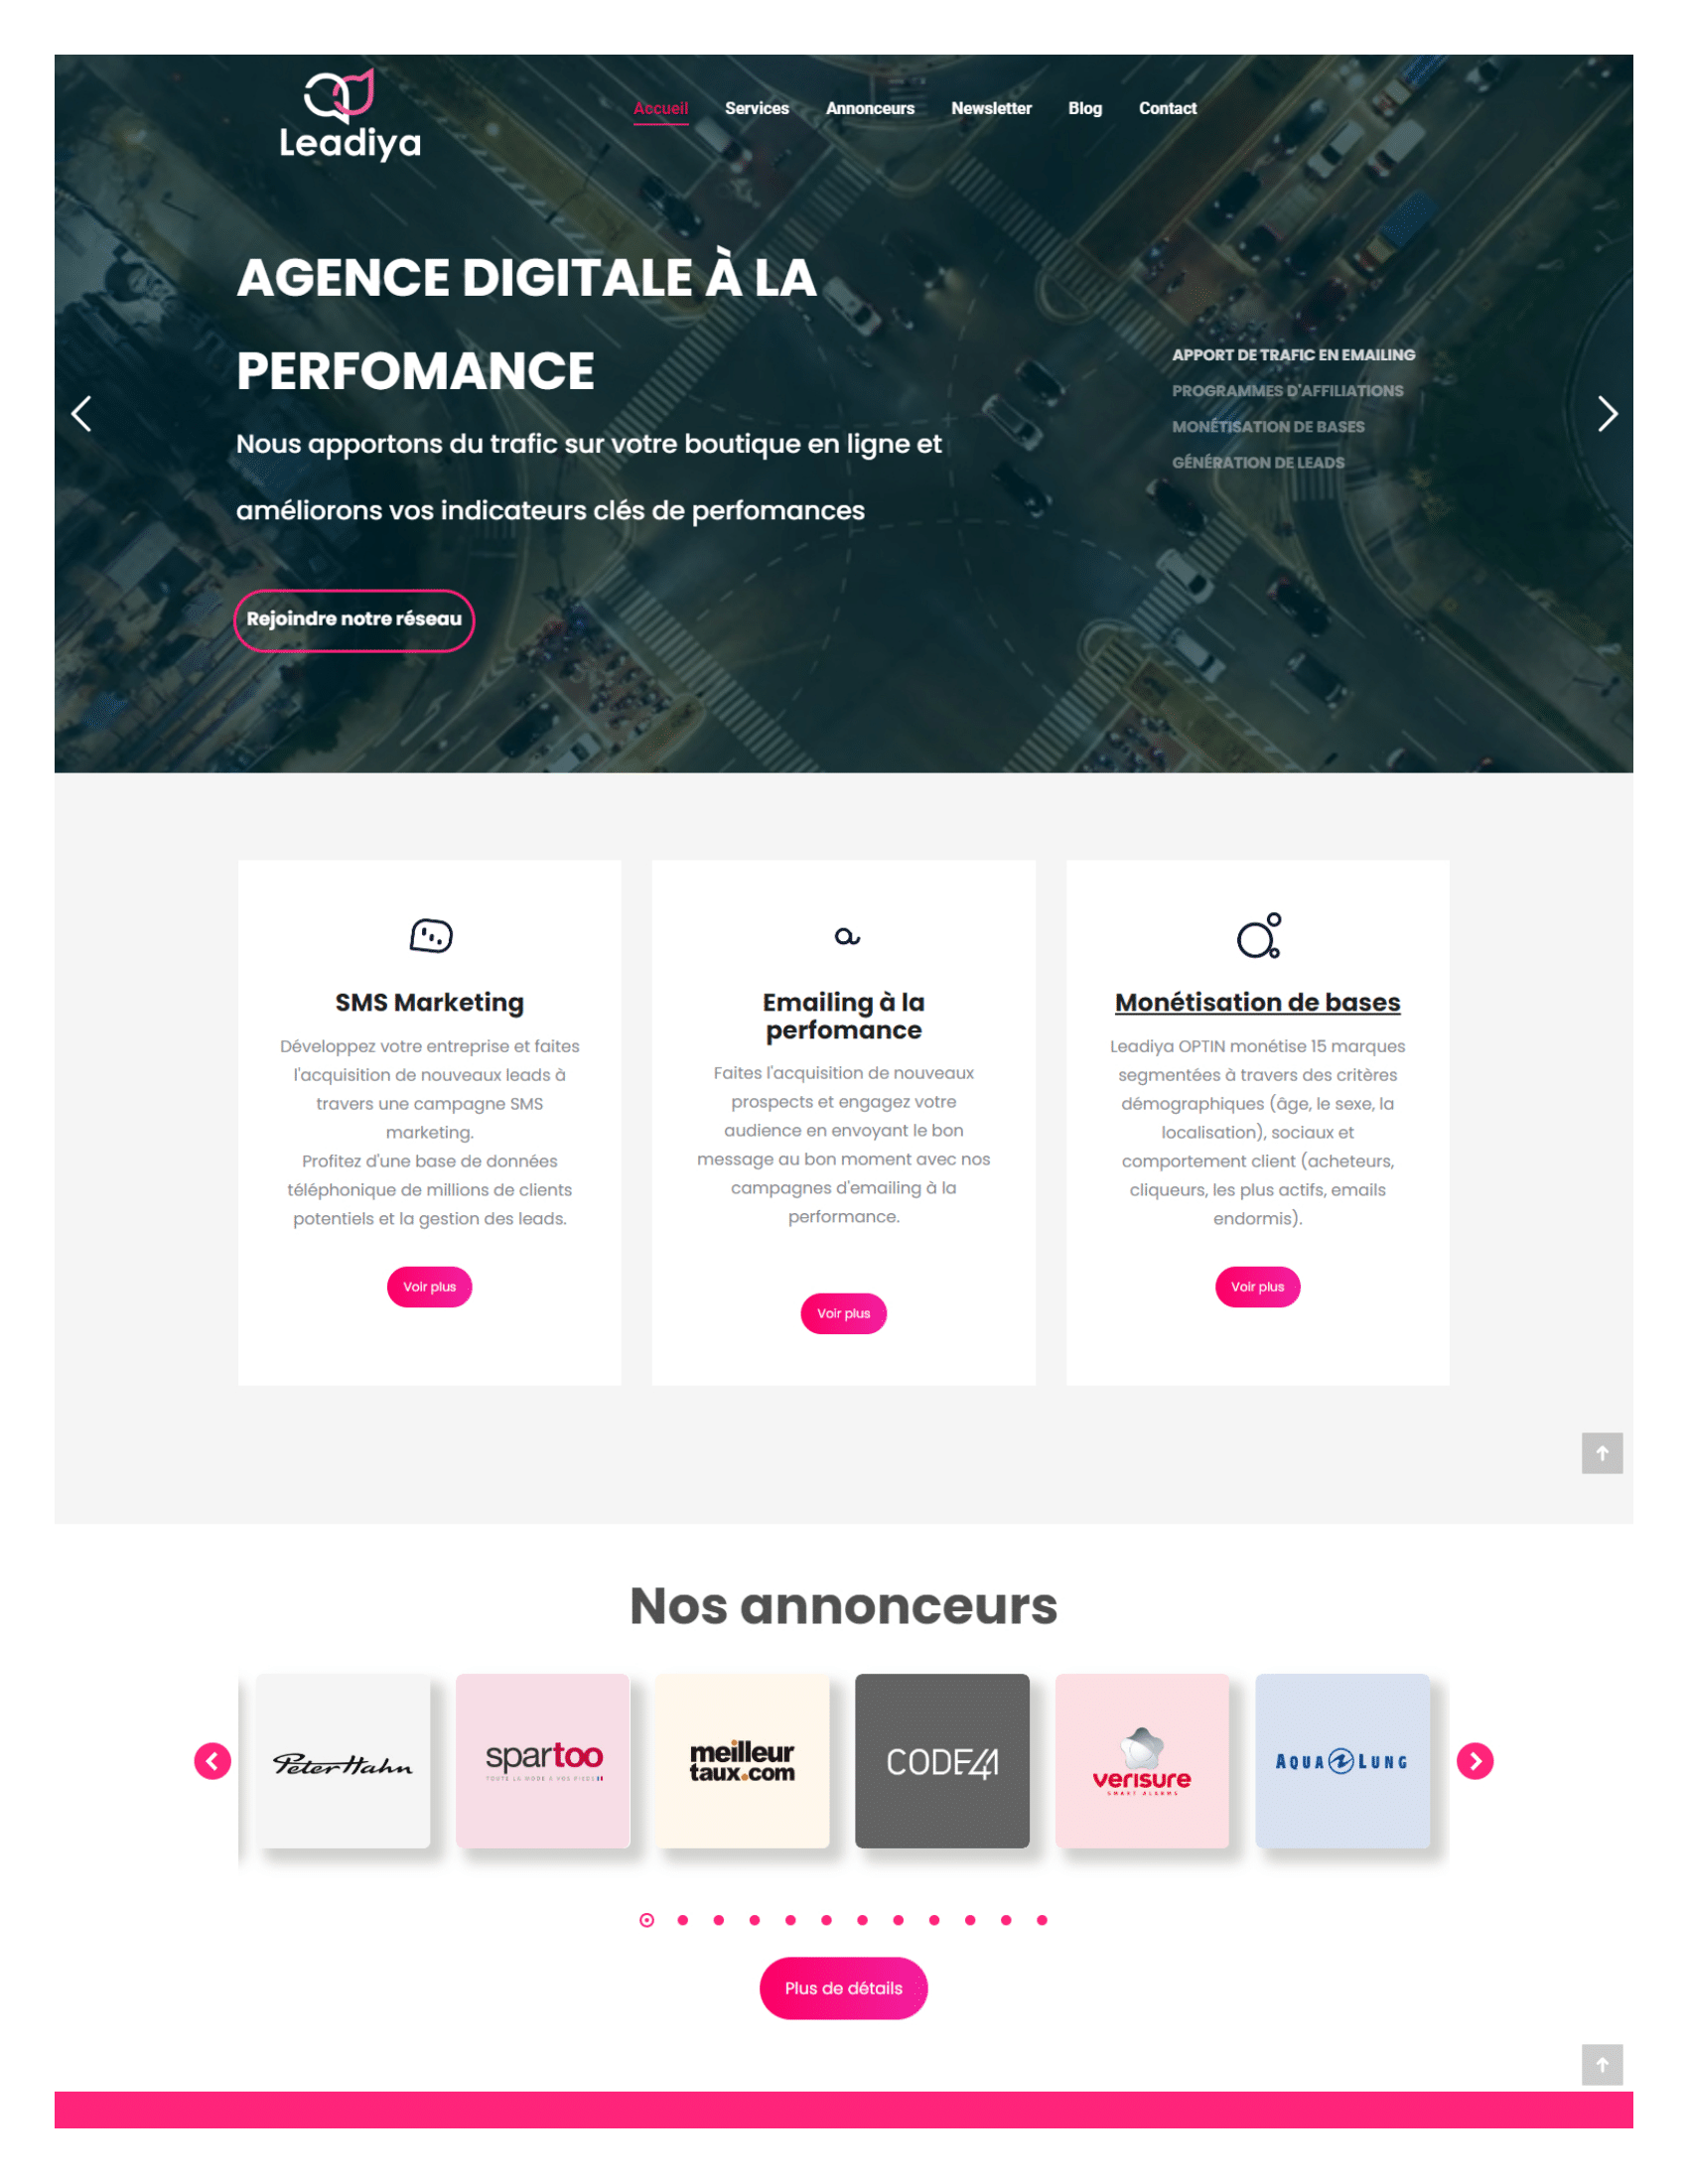 Leadiya
Accueil Services Annonceurs Newsletter Blog Contact
AGENCE DIGITALE À LA
PERFOMANCE
Nous apportons du trafic sur votre boutique en ligne et
améliorons vos indicateurs clés de perfomances
Rejoindre notre réseau
APPORT DE TRAFIC EN EMAILING
PROGRAMMES D'AFFILIATIONS
MONÉTISATION DE BASES
GÉNÉRATION DE LEADS
SMS Marketing
Développez votre entreprise et faites
l'acquisition de nouveaux leads à
travers une campagne SMS
marketing.
Profitez d'une base de données
téléphonique de millions de clients
potentiels et la gestion des leads.
Voir plus
Emailing à la
perfomance
Faites l'acquisition de nouveaux
prospects et engagez votre
audience en envoyant le bon
message au bon moment avec nos
campagnes d'emailing à la
performance.
Voir plus
Monétisation de bases
Leadiya OPTIN monétise 15 marques
segmentées à travers des critères
démographiques (âge, le sexe, la
localisation), sociaux et
comportement client (acheteurs,
cliqueurs, les plus actifs, emails
endormis).
Voir plus
Nos annonceurs
Peter Hahn
spartoo
TOUTE LA MODE À VOS PIEDS
meilleur
taux.com
CODE41
verisure
SMART ALARMS
AQUA LUNG
Plus de détails